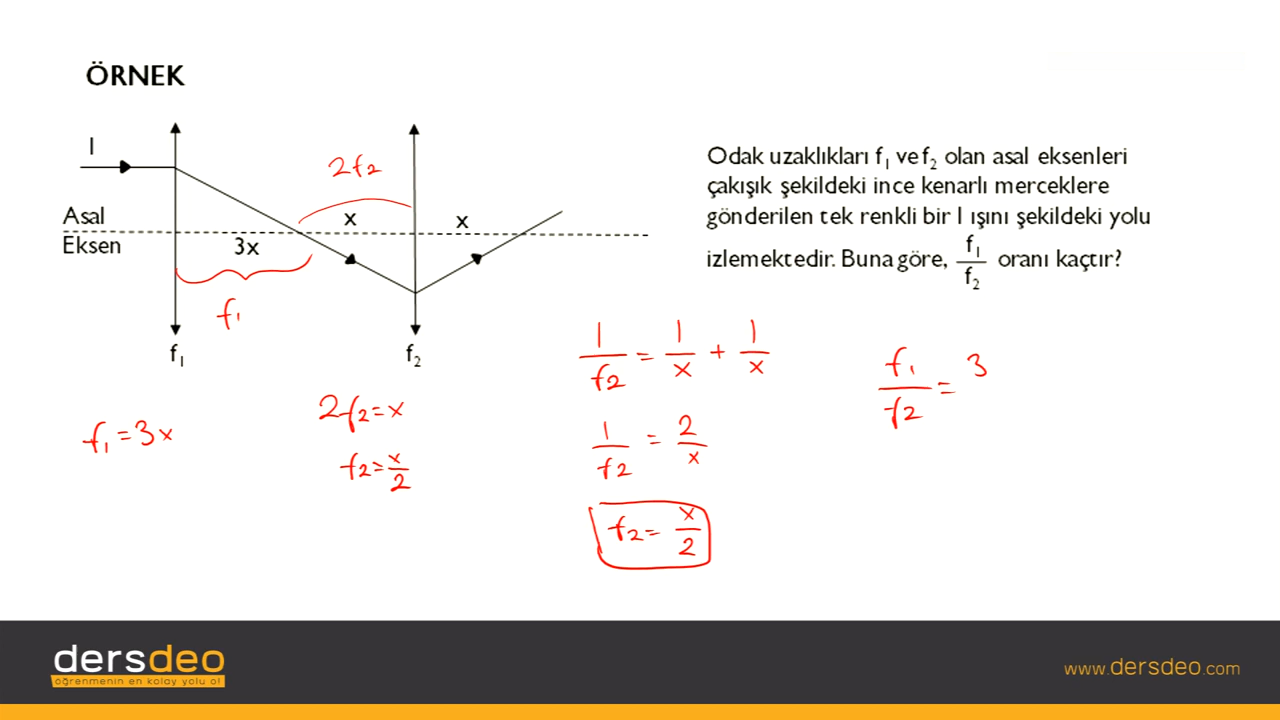 ÖRNEK
I
Asal
Eksen
3x
x
x
2f₂
f₁
f₁
f₂
Odak uzaklıkları f₁ ve f₂ olan asal eksenleri
çakışık şekildeki ince kenarlı merceklere
gönderilen tek renkli bir I ışını şekildeki yolu
izlemektedir. Buna göre, f₁/f₂ oranı kaçtır?
f₁ = 3x
2f₂ = x
f₂ = x/2
1/f₂ = 1/x + 1/x
1/f₂ = 2/x
f₂ = x/2
f₁/f₂ = 3
dersdeo
öğrenmenin en kolay yolu o!
www.dersdeo.com